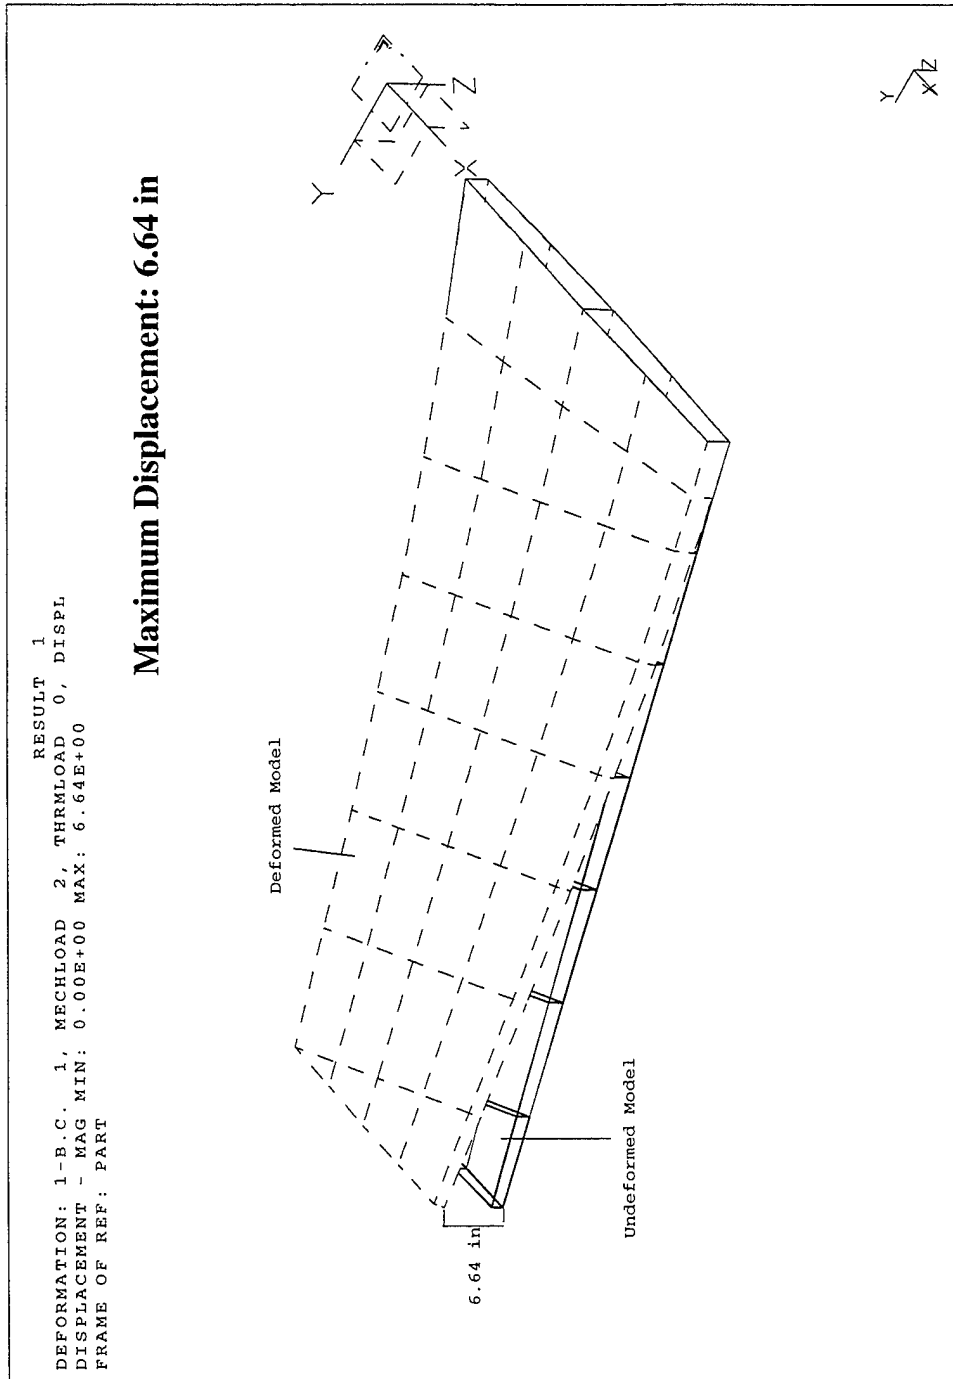 RESULT 1
DEFORMATION: 1-B.C. 1, MECHLOAD 2, THRMLOAD 0, DISPL
DISPLACEMENT - MAG MIN: 0.00E+00 MAX: 6.64E+00
FRAME OF REF: PART
Maximum Displacement: 6.64 in
Y
Z
X
Deformed Model
6.64 in
Undeformed Model
Y
X
Z